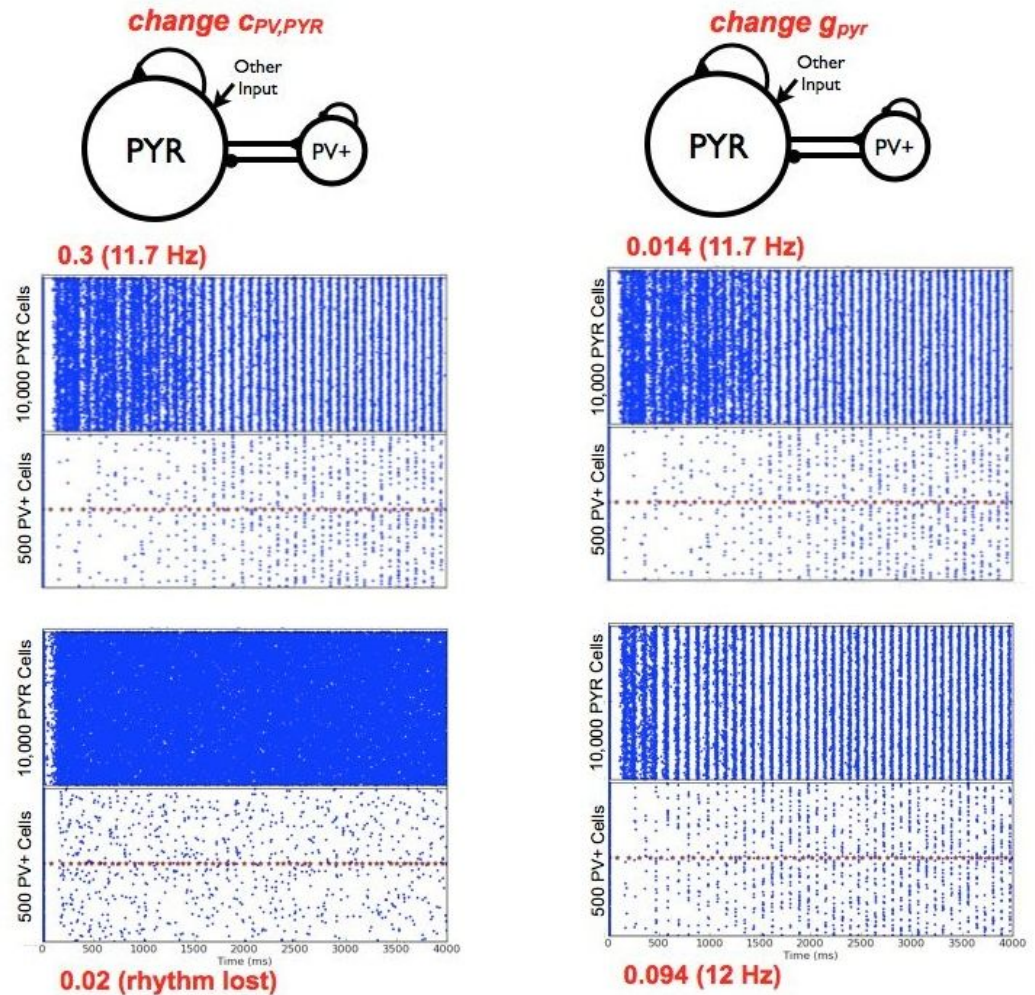 change cPV,PYR
Other
Input
PYR
PV+
0.3 (11.7 Hz)
10,000 PYR Cells
500 PV+ Cells
10,000 PYR Cells
500 PV+ Cells
0 500 1000 1500 2000 2500 3000 3500 4000
Time (ms)
0.02 (rhythm lost)
change gpyr
Other
Input
PYR
PV+
0.014 (11.7 Hz)
10,000 PYR Cells
500 PV+ Cells
10,000 PYR Cells
500 PV+ Cells
0 500 1000 1500 2000 2500 3000 3500 4000
Time (ms)
0.094 (12 Hz)